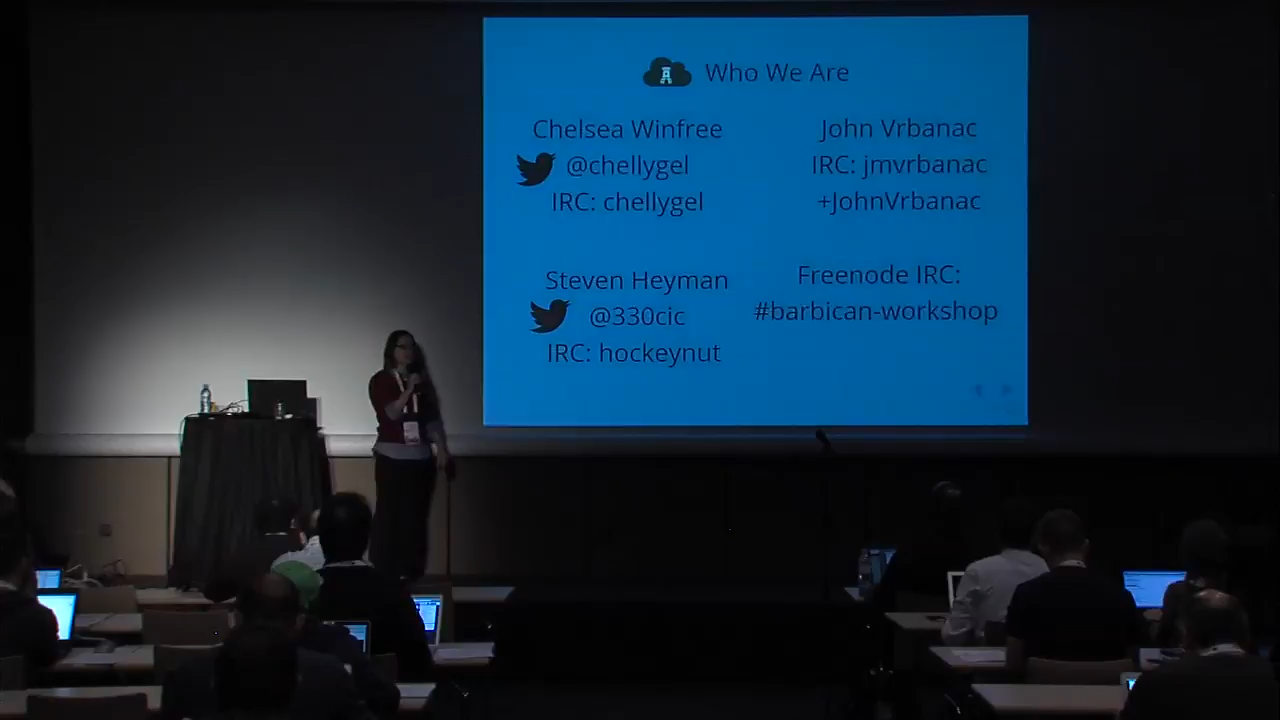 Who We Are
Chelsea Winfree
@chellygel
IRC: chellygel
John Vrbanac
IRC: jmvrbanac
+JohnVrbanac
Steven Heyman
@330cic
IRC: hockeynut
Freenode IRC:
#barbican-workshop